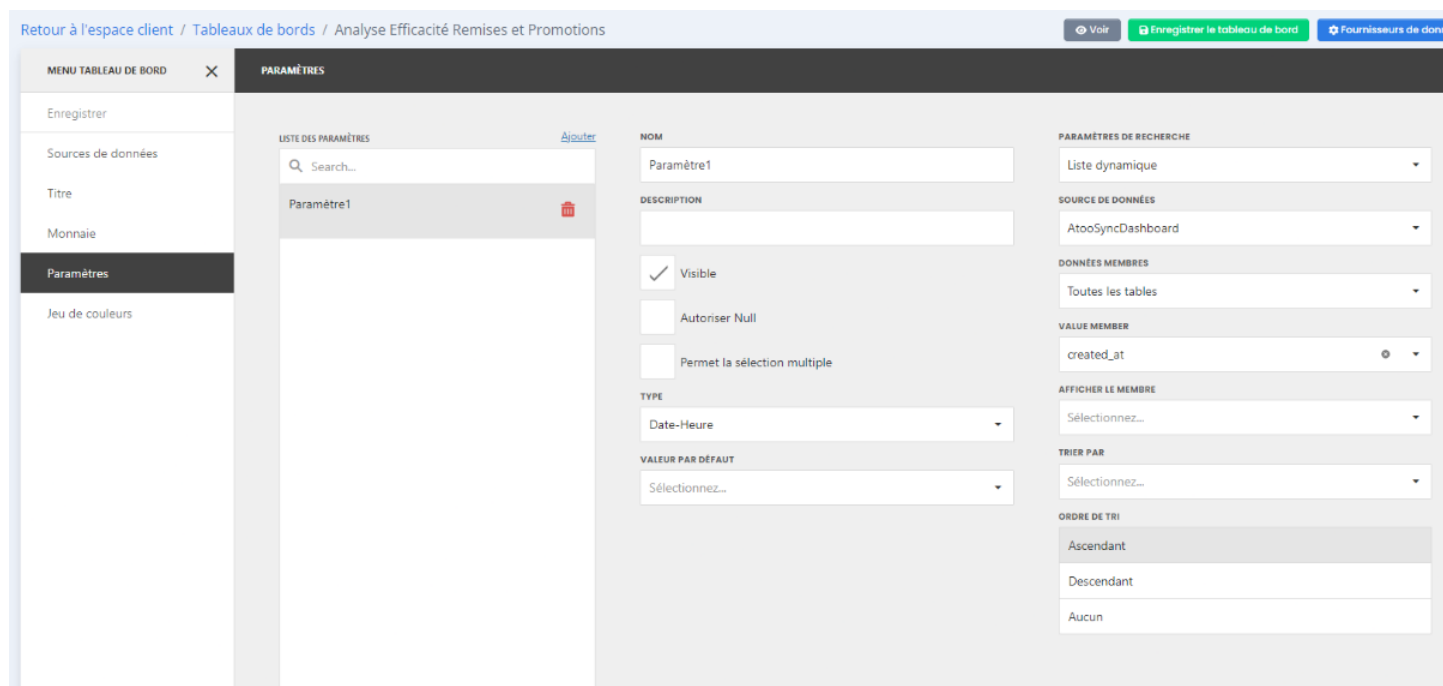 Retour à l'espace client / Tableaux de bords / Analyse Efficacité Remises et Promotions
Voir
Enregistrer le tableau de bord
Fournisseurs de donn
MENU TABLEAU DE BORD
PARAMÈTRES
Enregistrer
Sources de données
Titre
Monnaie
Paramètres
Jeu de couleurs
LISTE DES PARAMÈTRES
Ajouter
Search...
Paramétre1
NOM
Paramètre1
DESCRIPTION
Visible
Autoriser Null
Permet la sélection multiple
TYPE
Date-Heure
VALEUR PAR DÉFAUT
Sélectionnez...
PARAMÈTRES DE RECHERCHE
Liste dynamique
SOURCE DE DONNÉES
AtooSyncDashboard
DONNÉES MEMBRES
Toutes les tables
VALUE MEMBER
created_at
AFFICHER LE MEMBRE
Sélectionnez...
TRIER PAR
Sélectionnez...
ORDRE DE TRI
Ascendant
Descendant
Aucun